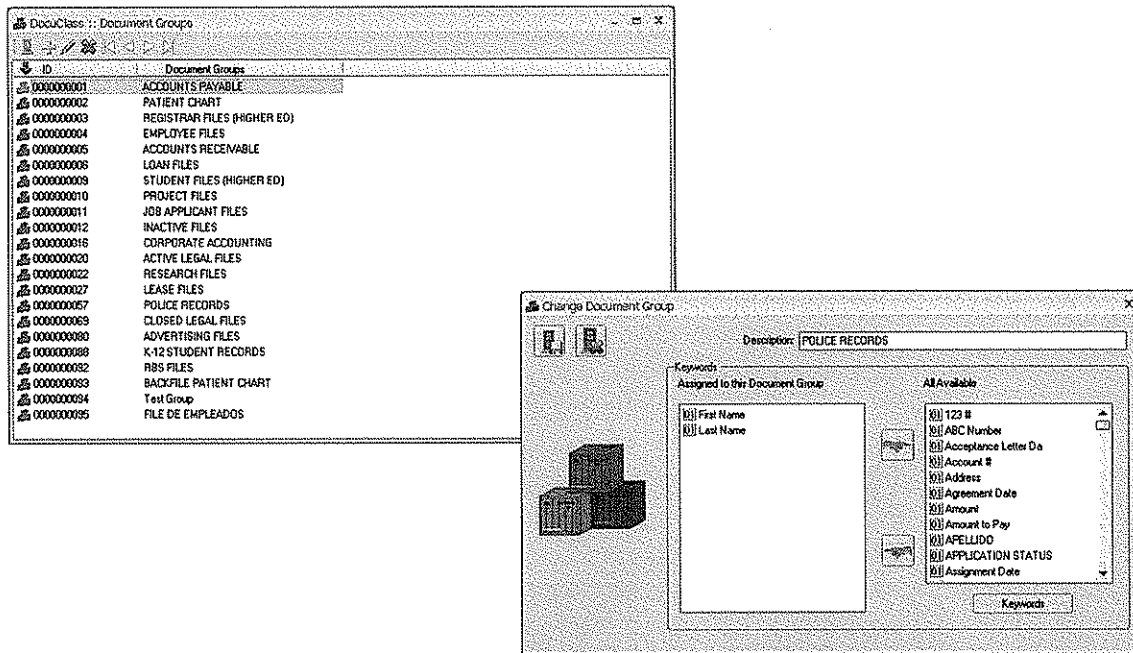 DocuClass :: Document Groups
ID Document Groups
0000000001 ACCOUNTS PAYABLE
0000000002 PATIENT CHART
0000000003 REGISTRAR FILES (HIGHER ED)
0000000004 EMPLOYEE FILES
0000000005 ACCOUNTS RECEIVABLE
0000000008 LOAN FILES
0000000009 STUDENT FILES (HIGHER ED)
0000000010 PROJECT FILES
0000000011 JOB APPLICANT FILES
0000000012 INACTIVE FILES
0000000016 CORPORATE ACCOUNTING
0000000020 ACTIVE LEGAL FILES
0000000022 RESEARCH FILES
0000000027 LEASE FILES
0000000057 POLICE RECORDS
0000000069 CLOSED LEGAL FILES
0000000080 ADVERTISING FILES
0000000088 K-12 STUDENT RECORDS
0000000092 RBS FILES
0000000093 BACKFILE PATIENT CHART
0000000094 Test Group
0000000095 FILE DE EMPLEADOS
Change Document Group
Description: POLICE RECORDS
Keywords
Assigned to this Document Group
First Name
Last Name
All Available
123 #
ABC Number
Acceptance Letter Da
Account #
Address
Agreement Date
Amount
Amount to Pay
APELLIDO
APPLICATION STATUS
Assignment Date
Keywords